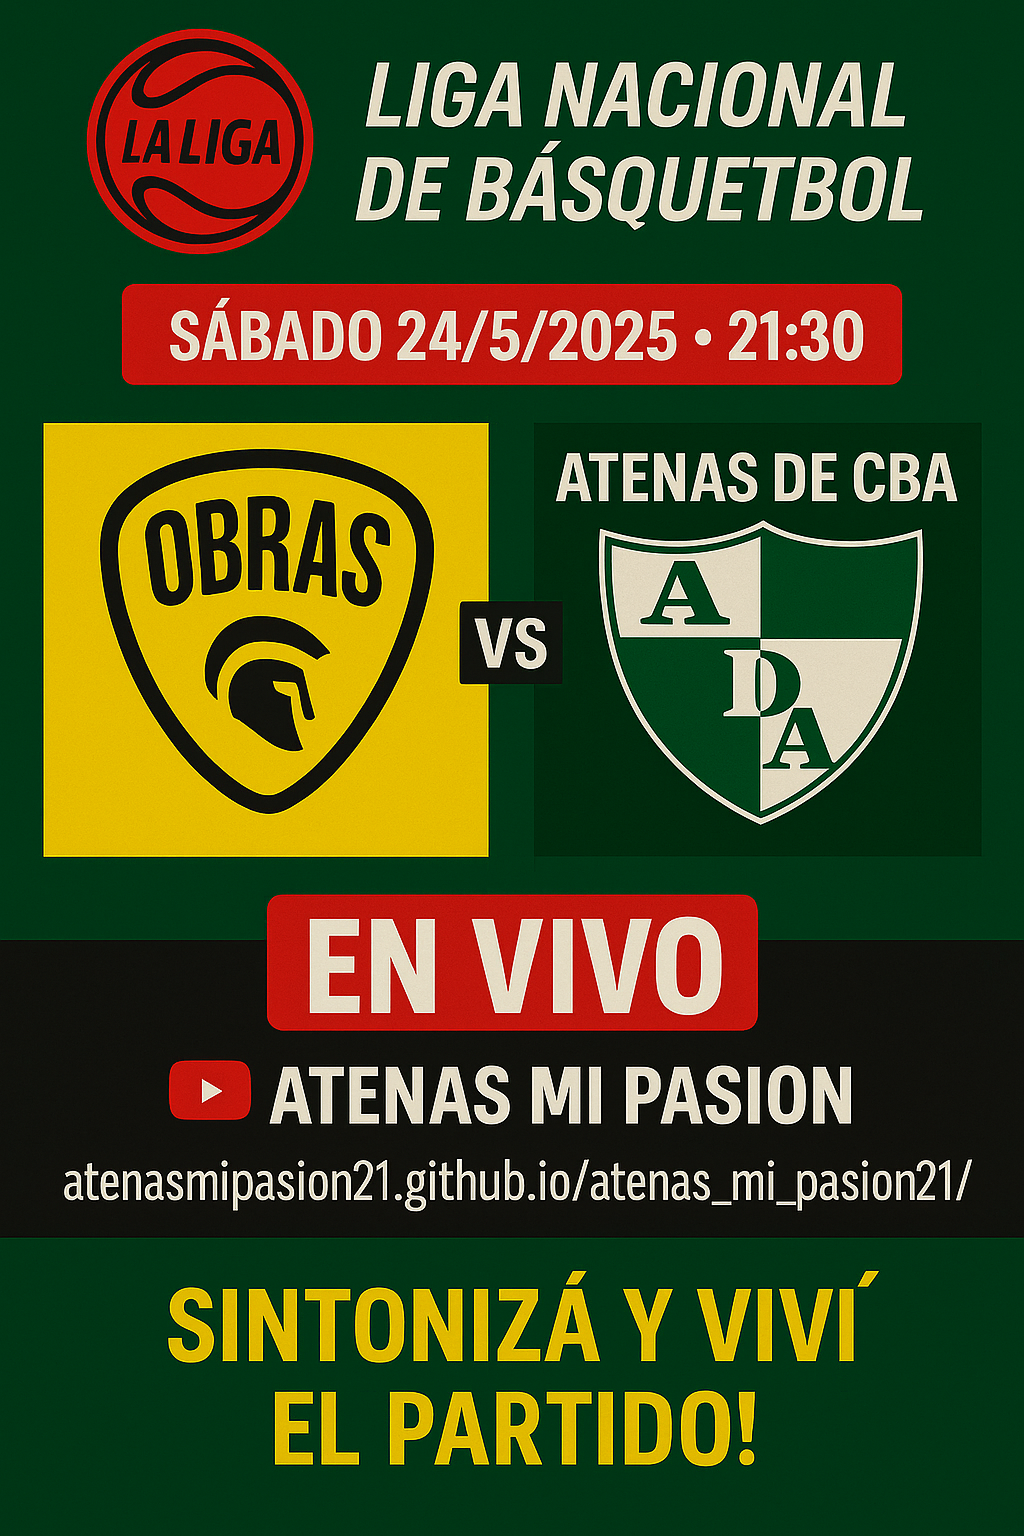 LA LIGA
LIGA NACIONAL
DE BÁSQUETBOL
SÁBADO 24/5/2025 • 21:30
OBRAS
VS
ATENAS DE CBA
A
D
A
EN VIVO
ATENAS MI PASION
atenasmipasion21.github.io/atenas_mi_pasion21/
SINTONIZÁ Y VIVÍ
EL PARTIDO!